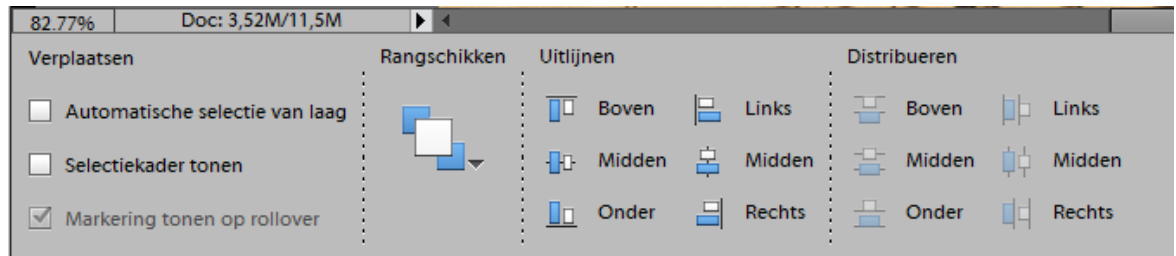 82.77% Doc: 3,52M/11,5M
Verplaatsen Rangschikken Uitlijnen Distribueren
Automatische selectie van laag Boven Links Boven Links
Selectiekader tonen Midden Midden Midden Midden
Markering tonen op rollover Onder Rechts Onder Rechts